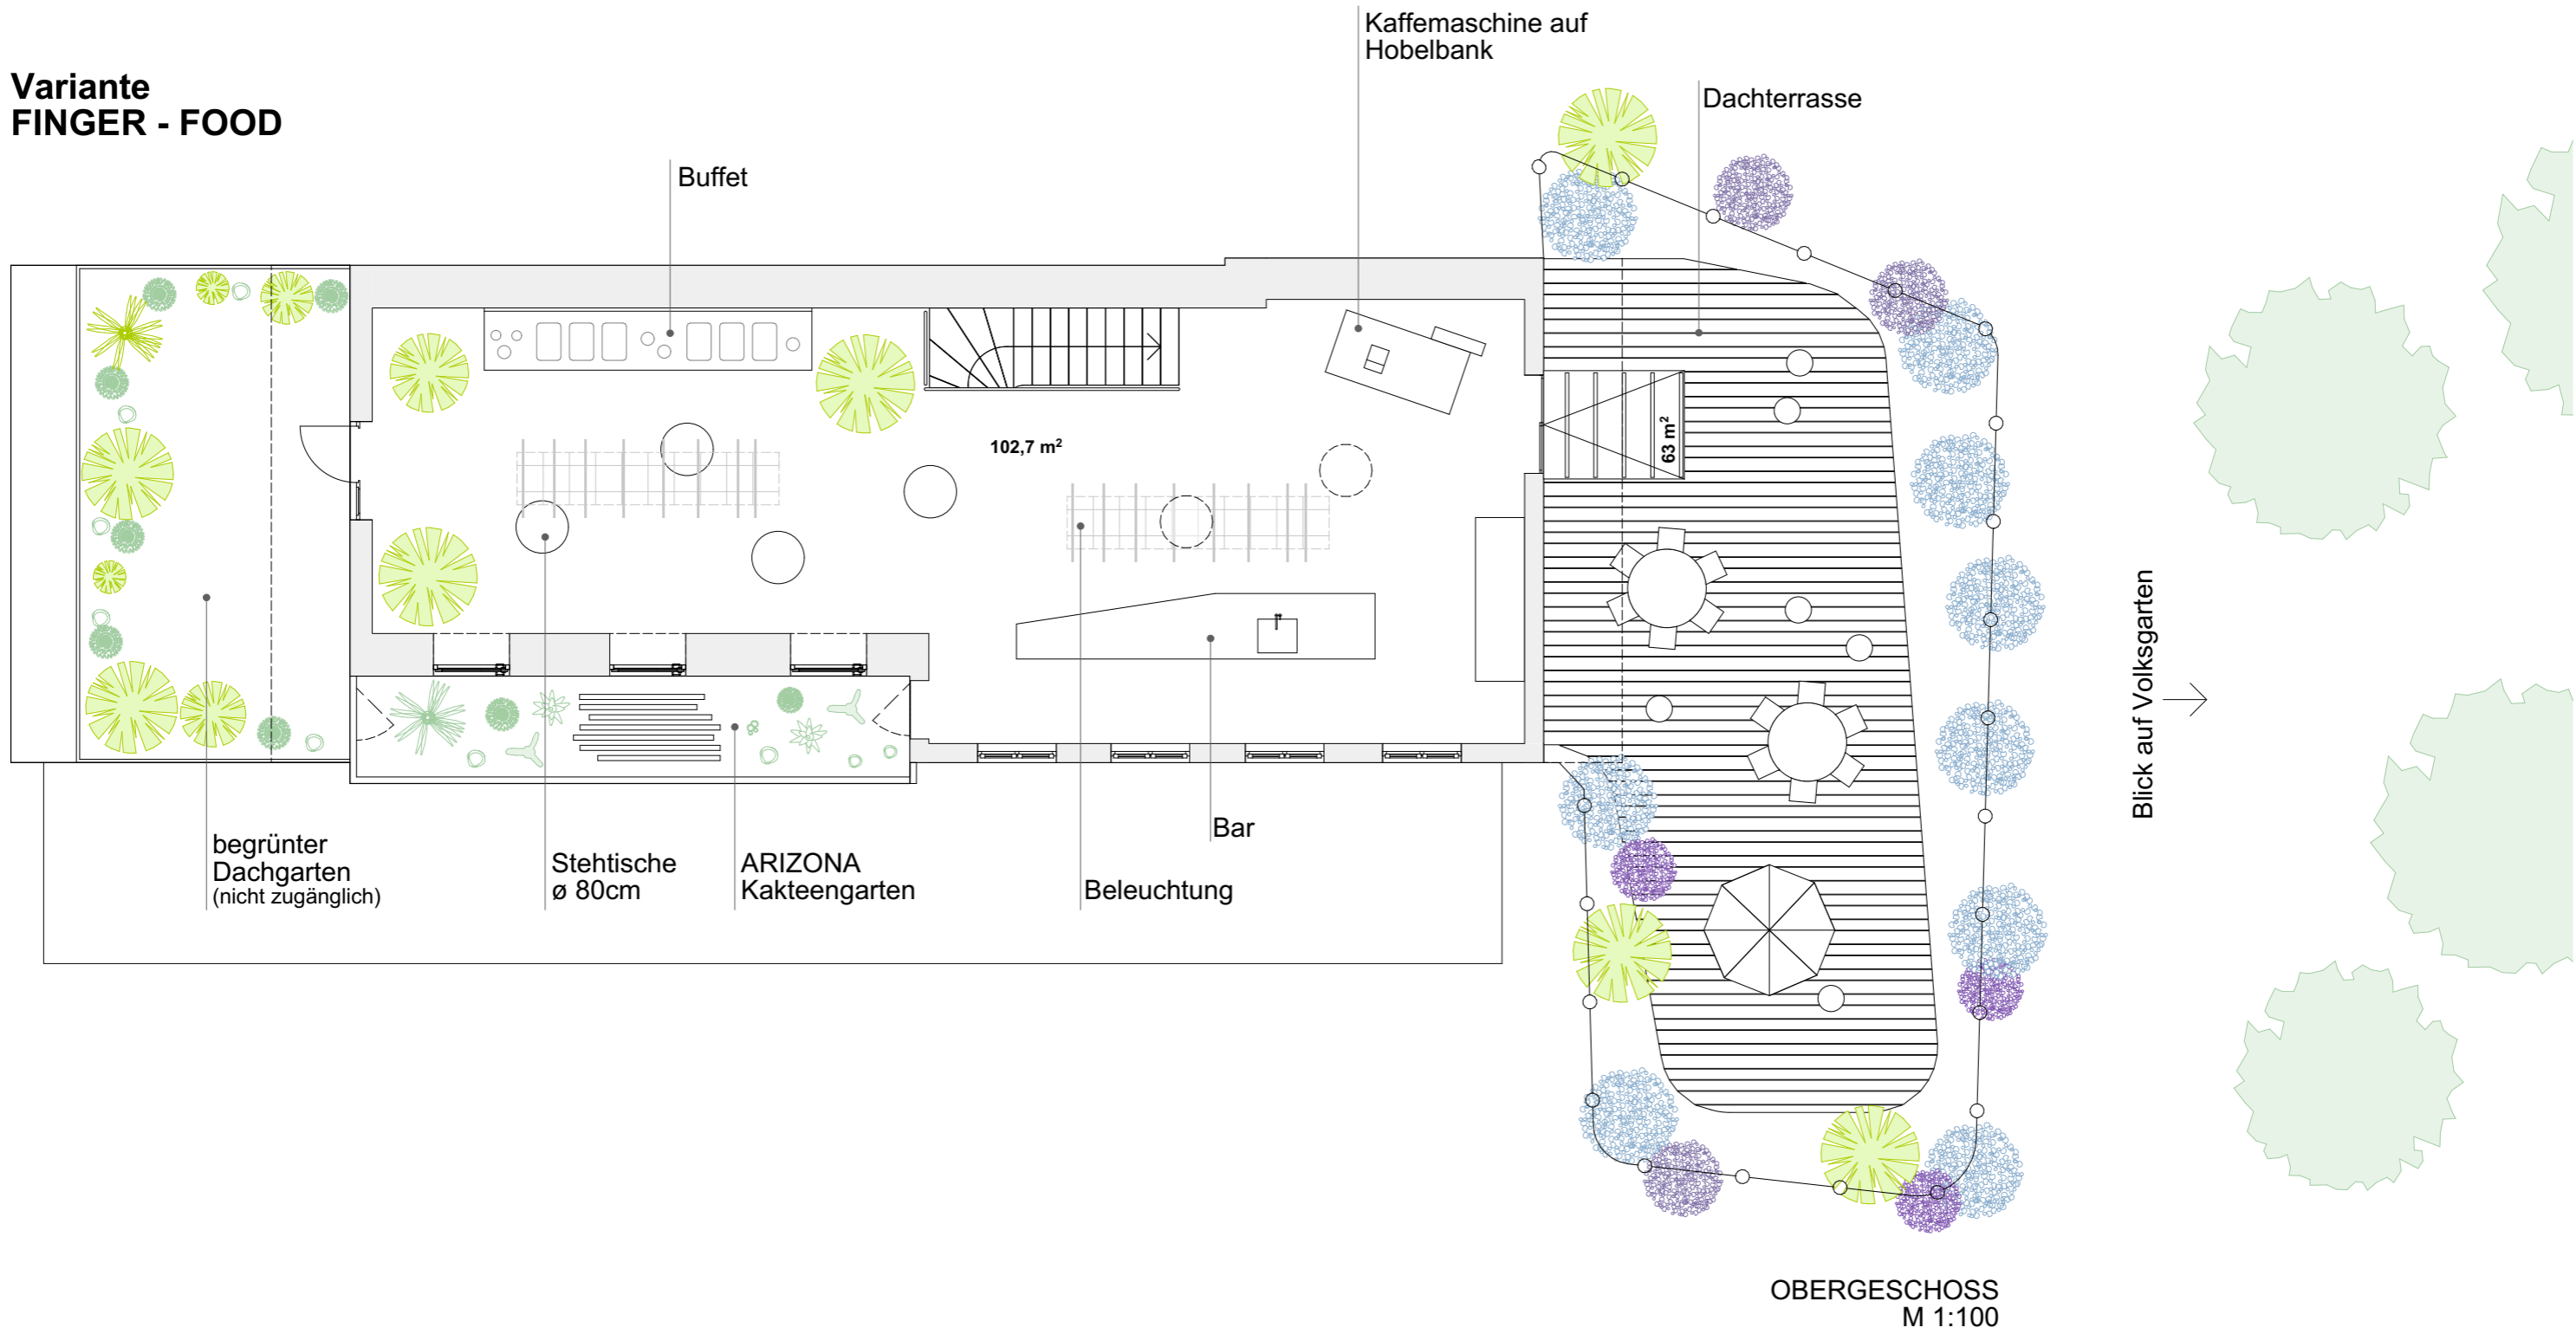 Variante
FINGER - FOOD
Kaffemaschine auf
Hobelbank
Dachterrasse
Buffet
102,7 m²
63 m²
Blick auf Volksgarten
begrünter
Dachgarten
(nicht zugänglich)
Stehtische
ø 80cm
ARIZONA
Kakteengarten
Beleuchtung
Bar
OBERGESCHOSS
M 1:100